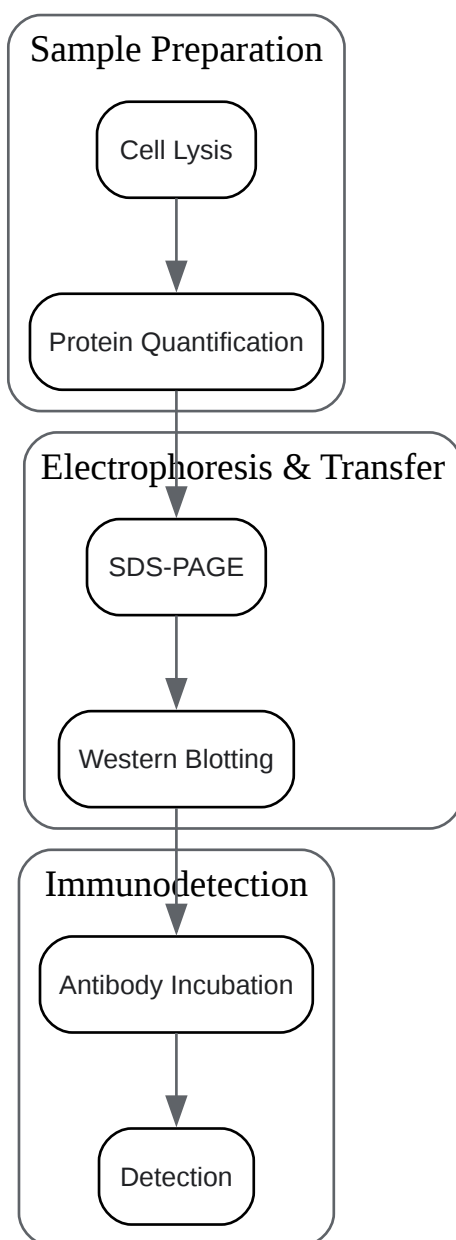 Sample Preparation
Cell Lysis
Protein Quantification
Electrophoresis & Transfer
SDS-PAGE
Western Blotting
Immunodetection
Antibody Incubation
Detection